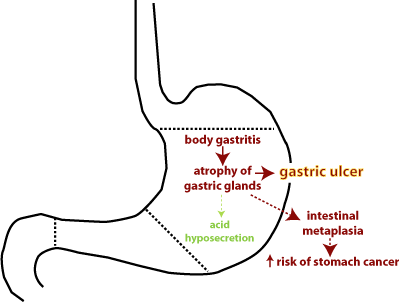 body gastritis
atrophy of
gastric glands
gastric ulcer
acid
hyposecretion
intestinal
metaplasia
risk of stomach cancer